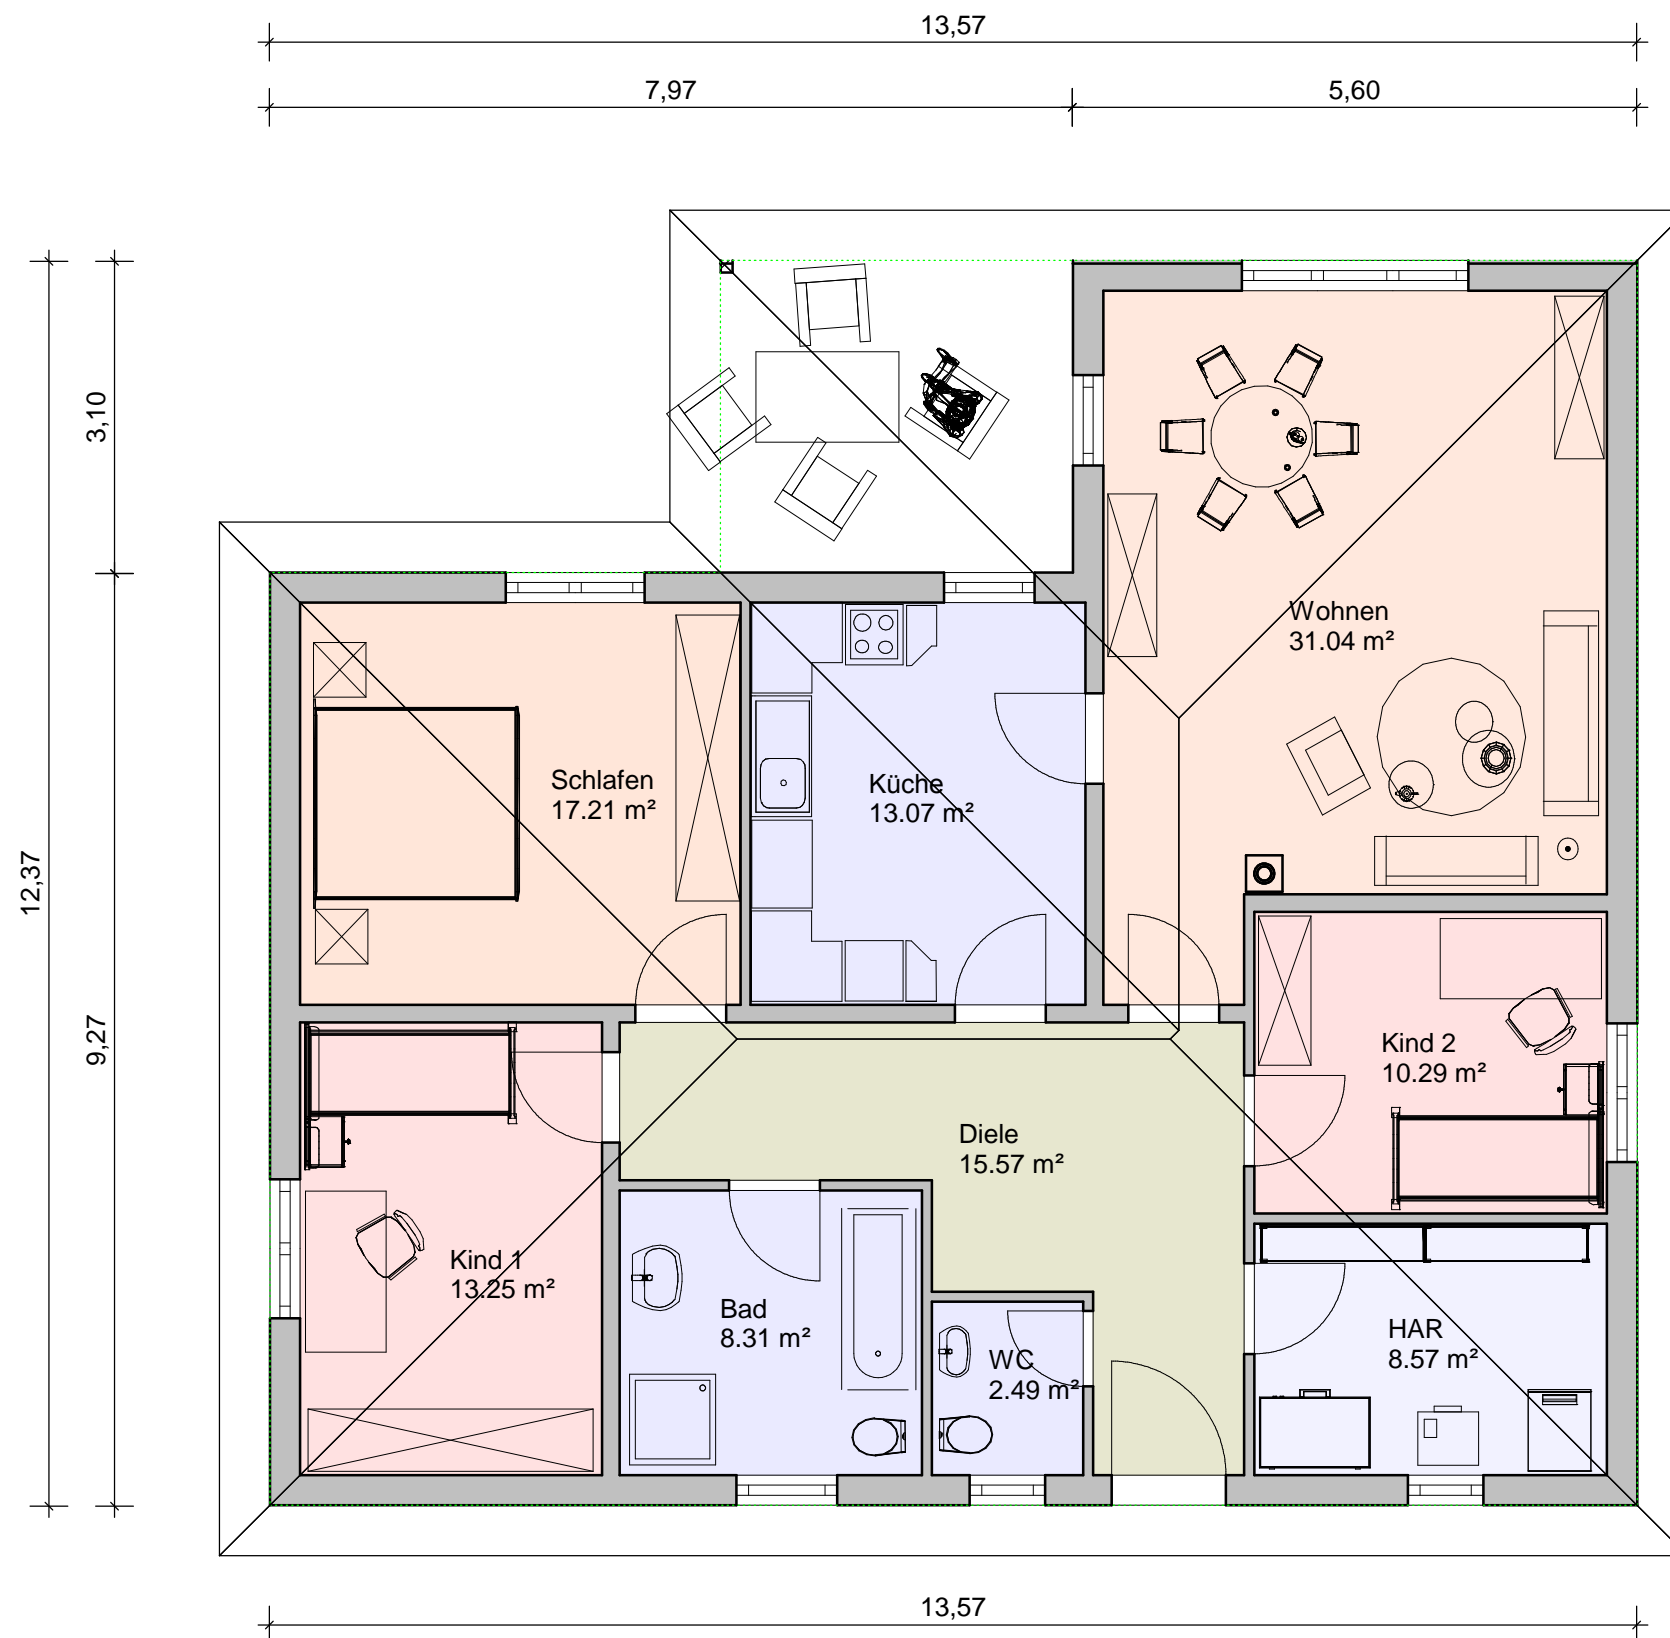 13,57
7,97
5,60
3,10
12,37
9,27
Wohnen
31.04 m²
Schlafen
17.21 m²
Küche
13.07 m²
Kind 2
10.29 m²
Diele
15.57 m²
Kind 1
13.25 m²
Bad
8.31 m²
WC
2.49 m²
HAR
8.57 m²
13,57